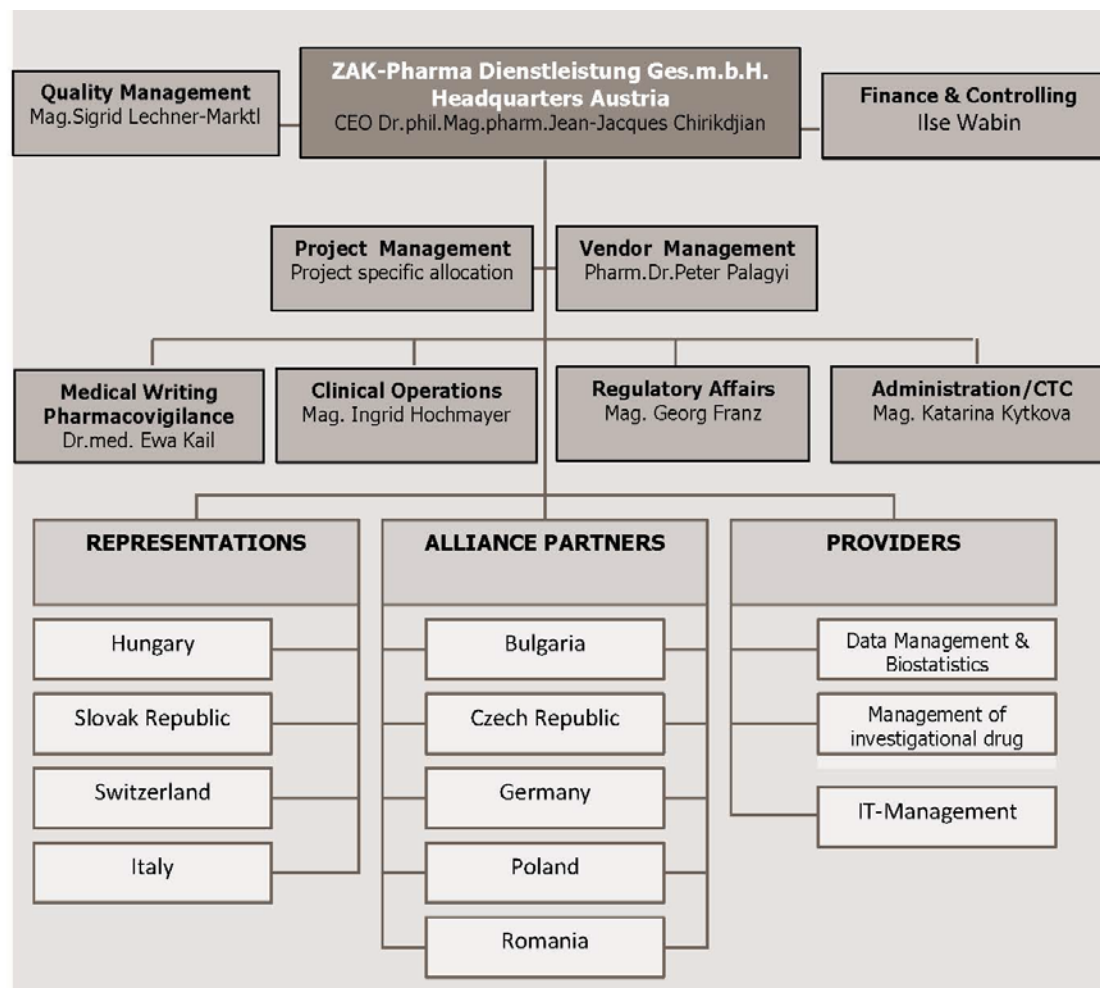 ZAK-Pharma Dienstleistung Ges.m.b.H.
Headquarters Austria
CEO Dr.phil.Mag.pharm.Jean-Jacques Chirikdjian
Quality Management
Mag.Sigrid Lechner-Marktl
Finance & Controlling
Ilse Wabin
Project Management
Project specific allocation
Vendor Management
Pharm.Dr.Peter Palagyi
Medical Writing
Pharmacovigilance
Dr.med. Ewa Kail
Clinical Operations
Mag. Ingrid Hochmayer
Regulatory Affairs
Mag. Georg Franz
Administration/CTC
Mag. Katarina Kytkova
REPRESENTATIONS
Hungary
Slovak Republic
Switzerland
Italy
ALLIANCE PARTNERS
Bulgaria
Czech Republic
Germany
Poland
Romania
PROVIDERS
Data Management &
Biostatistics
Management of
investigational drug
IT-Management